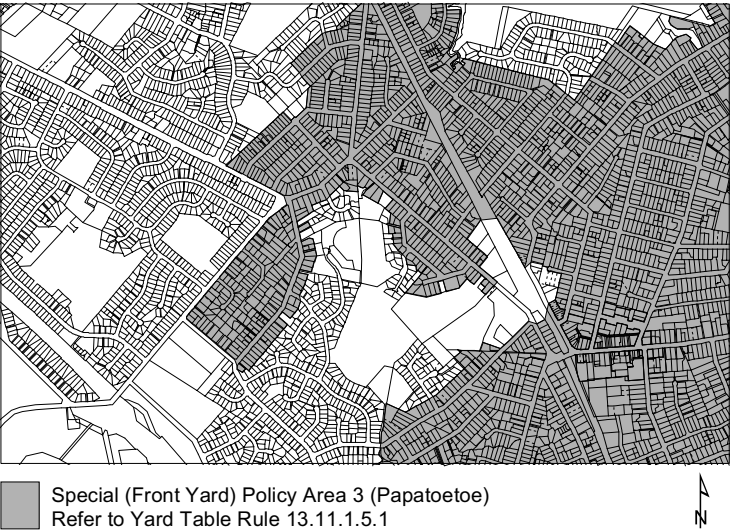 Special (Front Yard) Policy Area 3 (Papatoetoe)
Refer to Yard Table Rule 13.11.1.5.1
N